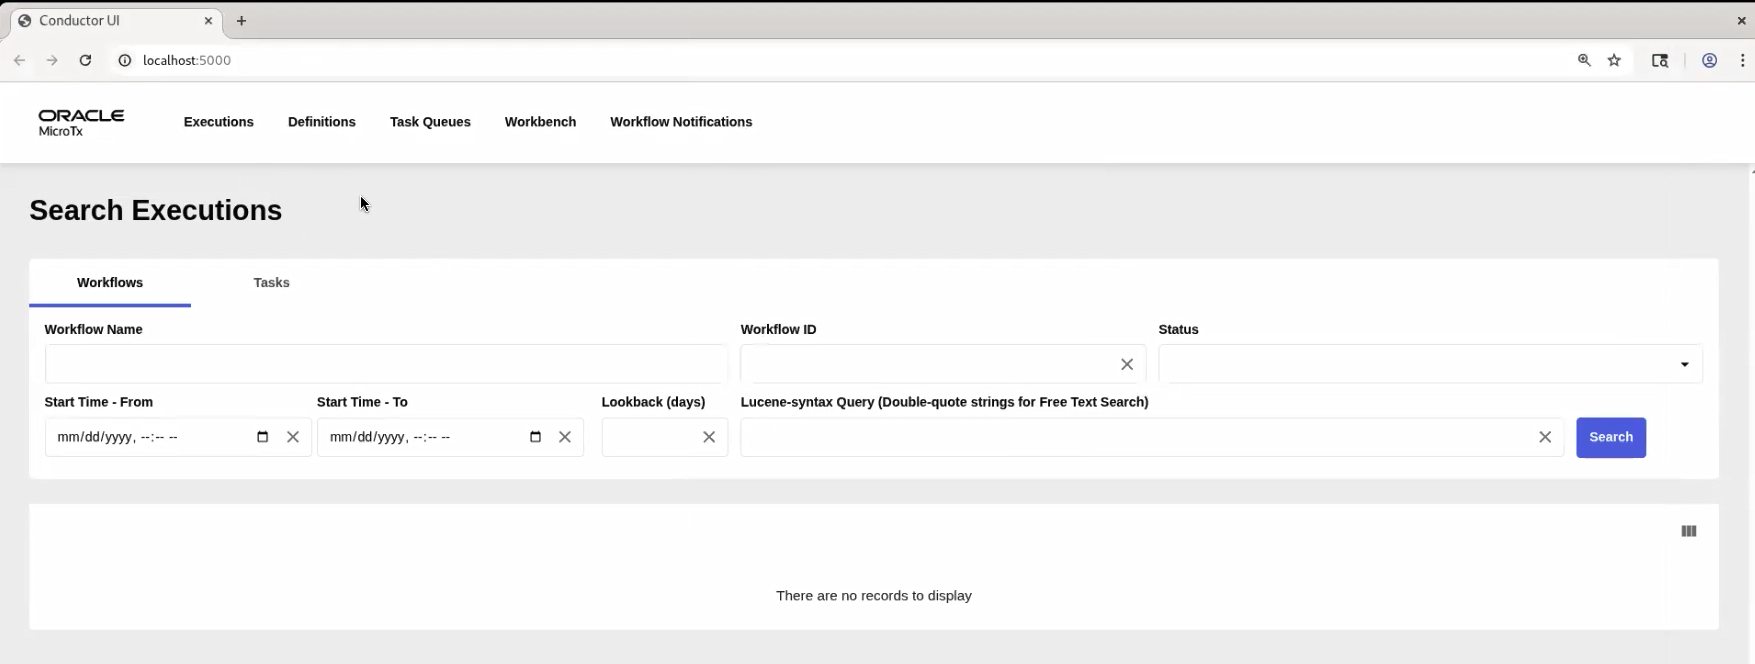 Conductor UI
localhost:5000
ORACLE
MicroTx
Executions Definitions Task Queues Workbench Workflow Notifications
Search Executions
Workflows Tasks
Workflow Name Workflow ID Status
Start Time - From Start Time - To Lookback (days) Lucene-syntax Query (Double-quote strings for Free Text Search)
mm/dd/yyyy, --:-- -- mm/dd/yyyy, --:-- -- Search
There are no records to display